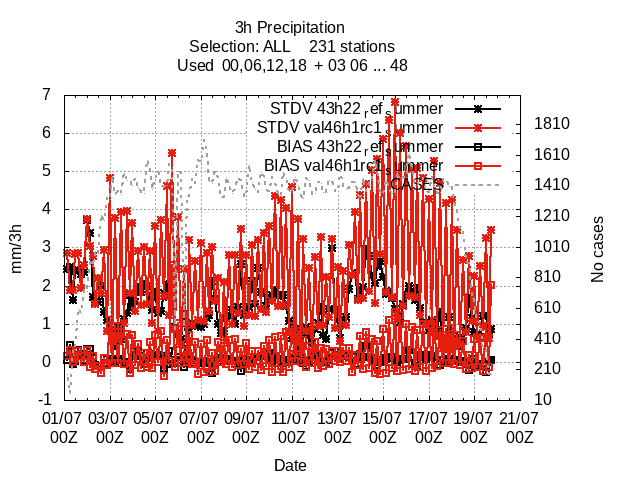 3h Precipitation
Selection: ALL 231 stations
Used 00,06,12,18 + 03 06 ... 48
STDV 43h22_ref_summer
STDV val46h1rc1_summer
BIAS 43h22_ref_summer
BIAS val46h1rc1_summer
CASES
mm/3h
7
6
5
4
3
2
1
0
-1
No cases
1810
1610
1410
1210
1010
810
610
410
210
10
01/07 03/07 05/07 07/07 09/07 11/07 13/07 15/07 17/07 19/07 21/07
00Z 00Z 00Z 00Z 00Z 00Z 00Z 00Z 00Z 00Z 00Z
Date